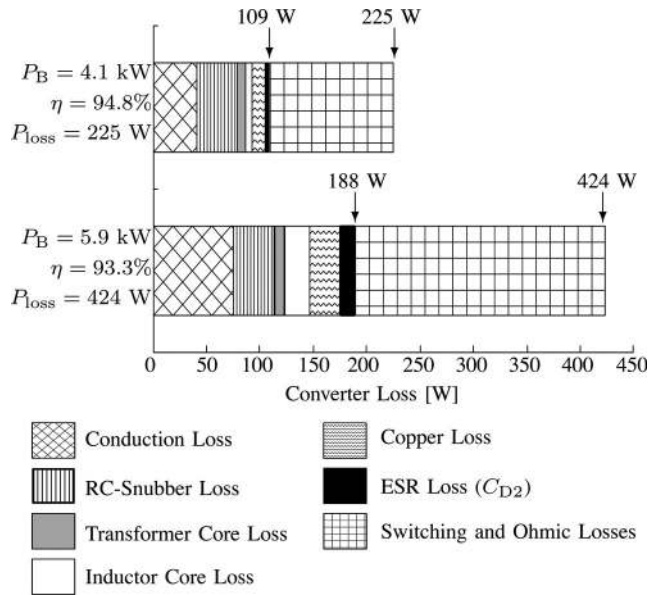 109 W 225 W
P_B = 4.1 kW
η = 94.8%
P_loss = 225 W
188 W 424 W
P_B = 5.9 kW
η = 93.3%
P_loss = 424 W
0 50 100 150 200 250 300 350 400 450
Converter Loss [W]
Conduction Loss
Copper Loss
RC-Snubber Loss
ESR Loss (C_D2)
Transformer Core Loss
Switching and Ohmic Losses
Inductor Core Loss